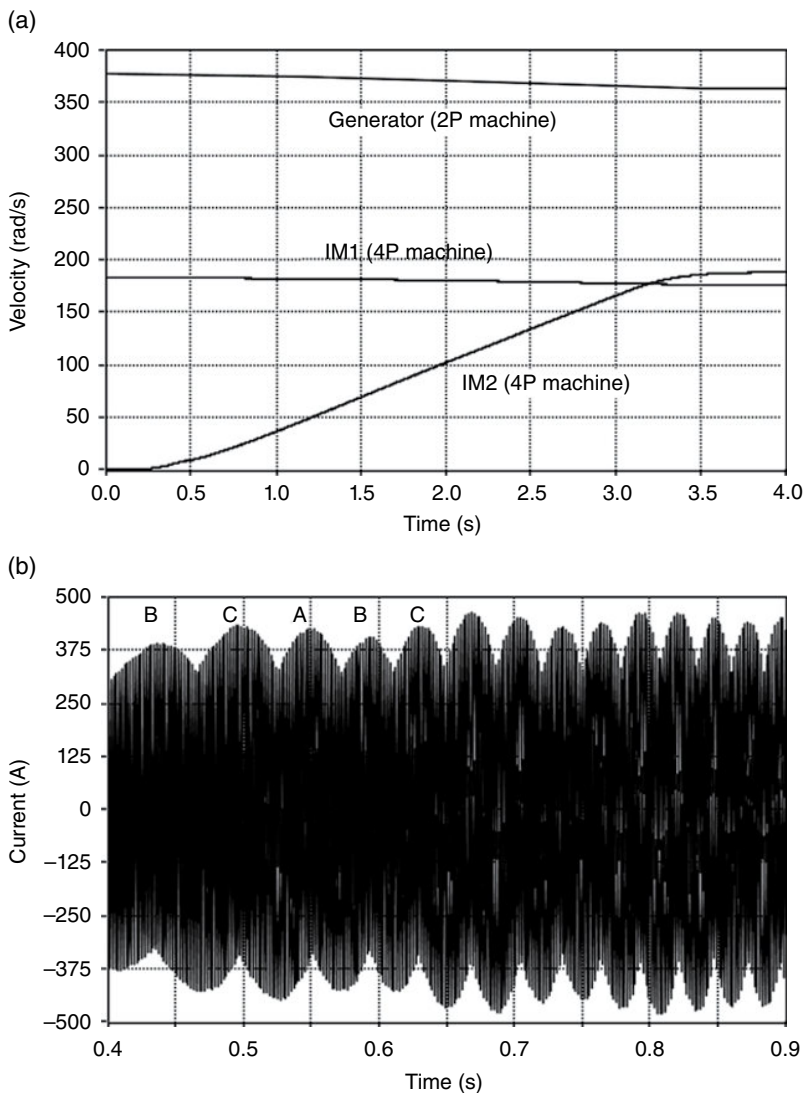 (a)
400
350
300
250
200
150
100
50
0
Velocity (rad/s)
Generator (2P machine)
IM1 (4P machine)
IM2 (4P machine)
0.0 0.5 1.0 1.5 2.0 2.5 3.0 3.5 4.0
Time (s)
(b)
500
375
250
125
0
−125
−250
−375
−500
Current (A)
B C A B C
0.4 0.5 0.6 0.7 0.8 0.9
Time (s)